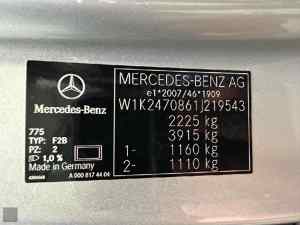 MERCEDES-BENZ AG
e1*2007/46*1909
W1K2470861J219543
2225 kg
3915 kg
1- 1160 kg
2- 1110 kg
Mercedes-Benz
775
TYP: F2B
PZ: 2
1,0 %
Made in Germany
A 000 817 44 04